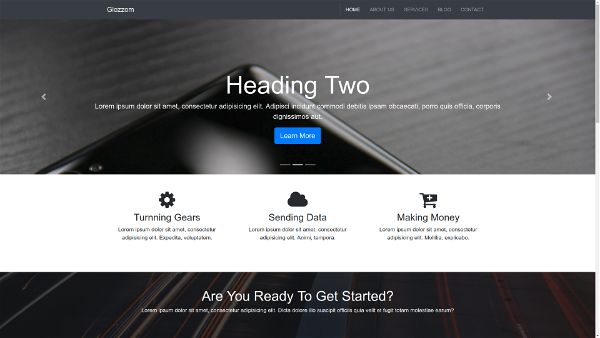 Glozzom
HOME ABOUT US SERVICES BLOG CONTACT
Heading Two
Lorem ipsum dolor sit amet, consectetur adipisicing elit. Adipisci incidunt commodi debitis ipsam obcaecati, porro quis officia, corporis
dignissimos aut.
Learn More
Turnning Gears
Lorem ipsum dolor sit amet, consectetur
adipisicing elit. Expedita, voluptatem.
Sending Data
Lorem ipsum dolor sit amet, consectetur
adipisicing elit. Animi, tempora.
Making Money
Lorem ipsum dolor sit amet, consectetur
adipisicing elit. Mollitia, explicabo.
Are You Ready To Get Started?
Lorem ipsum dolor sit amet, consectetur adipisicing elit. Dicta dolore illo suscipit officia quia velit et fugit totam molestiae earum?